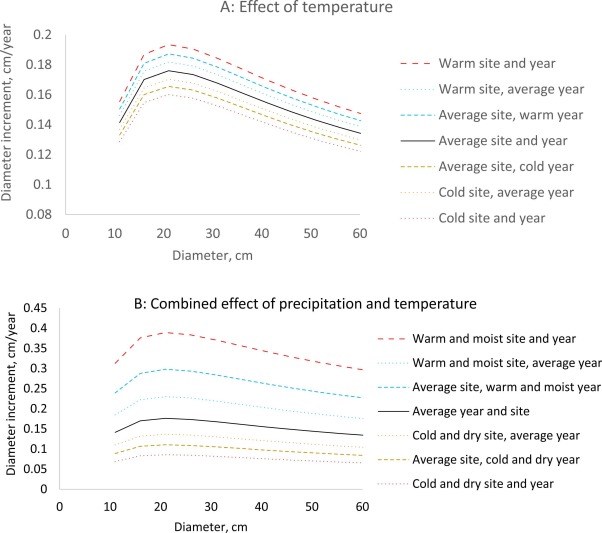 A: Effect of temperature
Diameter increment, cm/year
0.2
0.18
0.16
0.14
0.12
0.1
0.08
0 10 20 30 40 50 60
Diameter, cm
Warm site and year
Warm site, average year
Average site, warm year
Average site and year
Average site, cold year
Cold site, average year
Cold site and year
B: Combined effect of precipitation and temperature
Diameter increment, cm/year
0.45
0.4
0.35
0.3
0.25
0.2
0.15
0.1
0.05
0
0 10 20 30 40 50 60
Diameter, cm
Warm and moist site and year
Warm and moist site, average year
Average site, warm and moist year
Average year and site
Cold and dry site, average year
Average site, cold and dry year
Cold and dry site and year